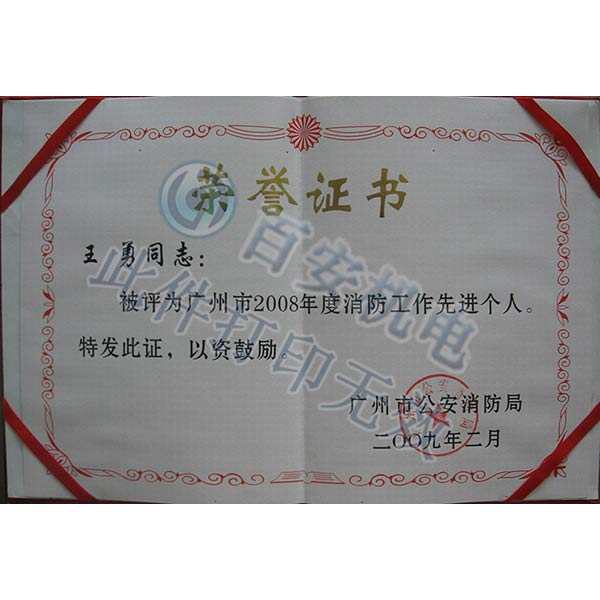 荣誉证书
王勇同志：
被评为广州市2008年度消防工作先进个人。
特发此证，以资鼓励。
广州市公安消防局
二〇〇九年二月
百安机电
此件打印无效